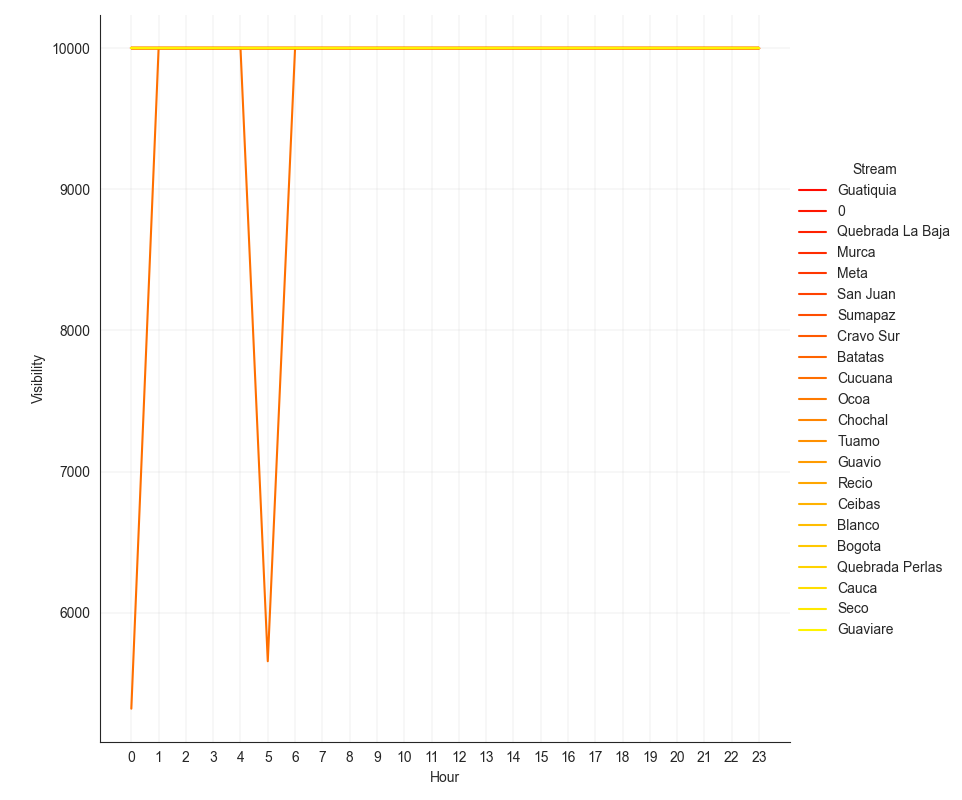 10000
9000
8000
7000
6000
Visibility
0 1 2 3 4 5 6 7 8 9 10 11 12 13 14 15 16 17 18 19 20 21 22 23
Hour
Stream
Guatiquia
0
Quebrada La Baja
Murca
Meta
San Juan
Sumapaz
Cravo Sur
Batatas
Cucuana
Ocoa
Chochal
Tuamo
Guavio
Recio
Ceibas
Blanco
Bogota
Quebrada Perlas
Cauca
Seco
Guaviare